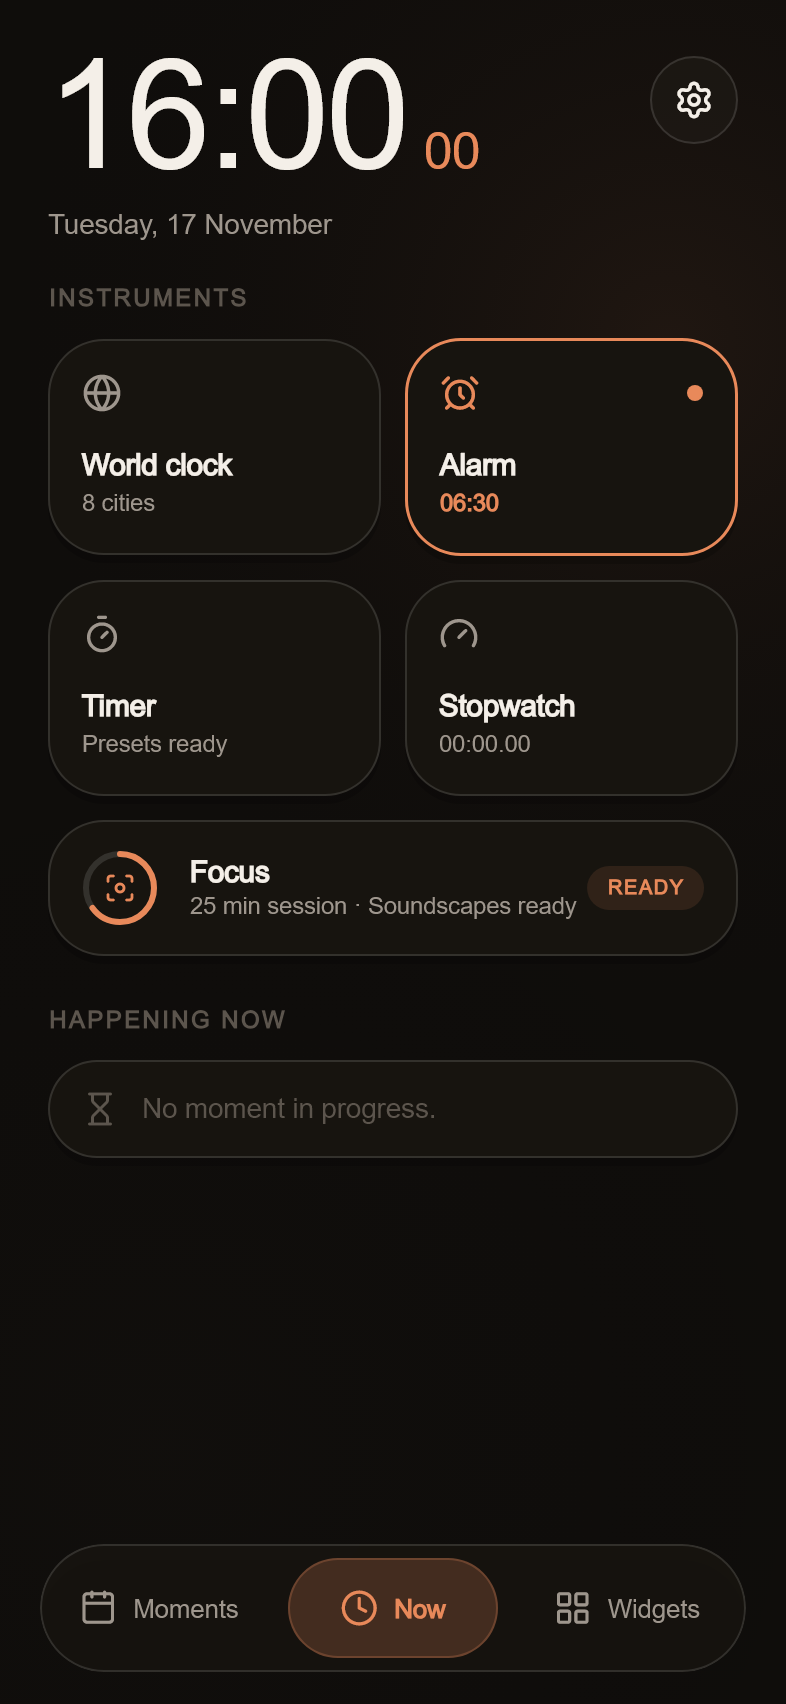 16:00 00
Tuesday, 17 November
INSTRUMENTS
World clock
8 cities
Alarm
06:30
Timer
Presets ready
Stopwatch
00:00.00
Focus
25 min session · Soundscapes ready
READY
HAPPENING NOW
No moment in progress.
Moments
Now
Widgets